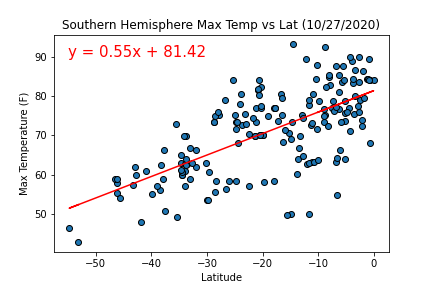 Southern Hemisphere Max Temp vs Lat (10/27/2020)
y = 0.55x + 81.42
Max Temperature (F)
90
80
70
60
50
−50
−40
−30
−20
−10
0
Latitude